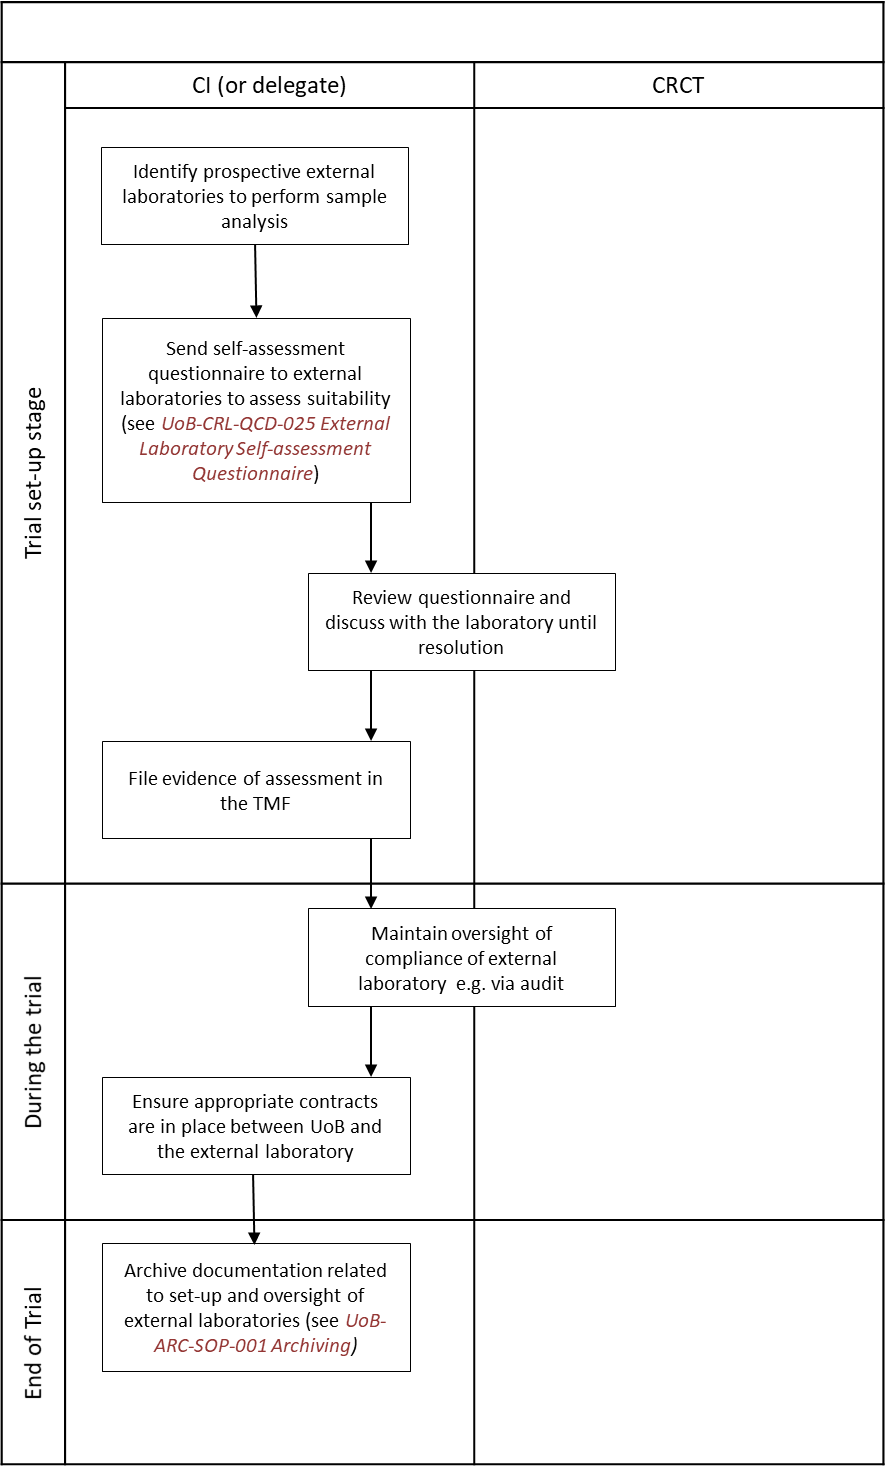 CI (or delegate)
CRCT
Trial set-up stage
Identify prospective external
laboratories to perform sample
analysis
Send self-assessment
questionnaire to external
laboratories to assess suitability
(see UoB-CRL-QCD-025 External
Laboratory Self-assessment
Questionnaire)
Review questionnaire and
discuss with the laboratory until
resolution
File evidence of assessment in
the TMF
During the trial
Maintain oversight of
compliance of external
laboratory e.g. via audit
Ensure appropriate contracts
are in place between UoB and
the external laboratory
End of Trial
Archive documentation related
to set-up and oversight of
external laboratories (see UoB-
ARC-SOP-001 Archiving)